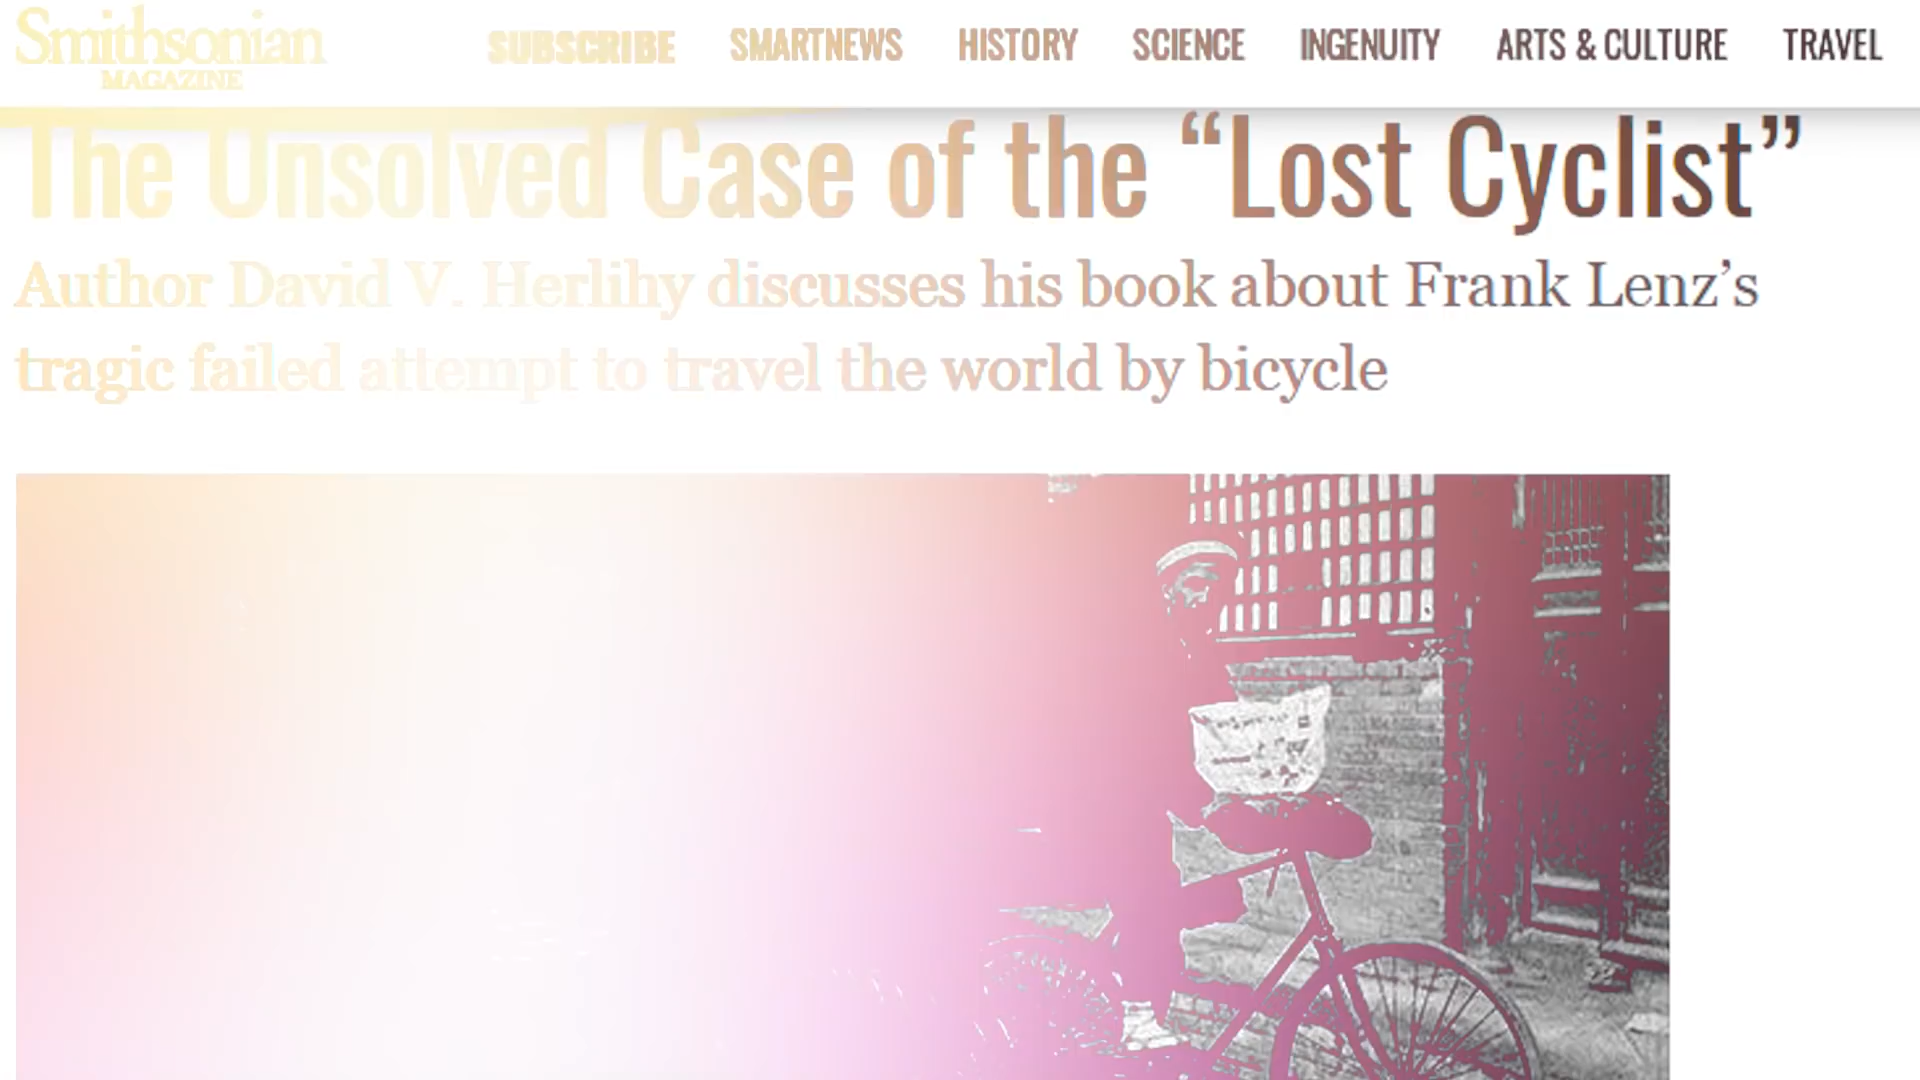 Smithsonian
MAGAZINE
SUBSCRIBE SMARTNEWS HISTORY SCIENCE INGENUITY ARTS & CULTURE TRAVEL
The Unsolved Case of the “Lost Cyclist”
Author David V. Herlihy discusses his book about Frank Lenz’s
tragic failed attempt to travel the world by bicycle